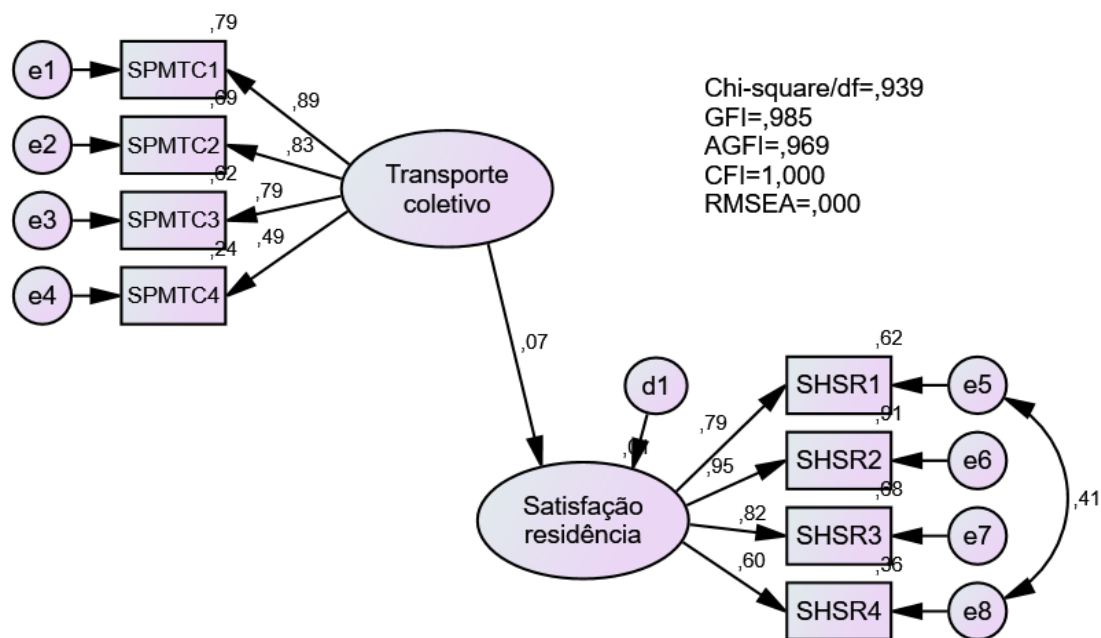 ,79
e1
SPMTC1
,69
,89
e2
SPMTC2
,62
,83
e3
SPMTC3
,24
,79
e4
SPMTC4
,49
Transporte
coletivo
Chi-square/df=,939
GFI=,985
AGFI=,969
CFI=1,000
RMSEA=,000
,07
d1
Satisfação
residência
,62
,79
SHSR1
e5
,91
,95
SHSR2
e6
,68
,82
SHSR3
e7
,36
,60
SHSR4
e8
,41